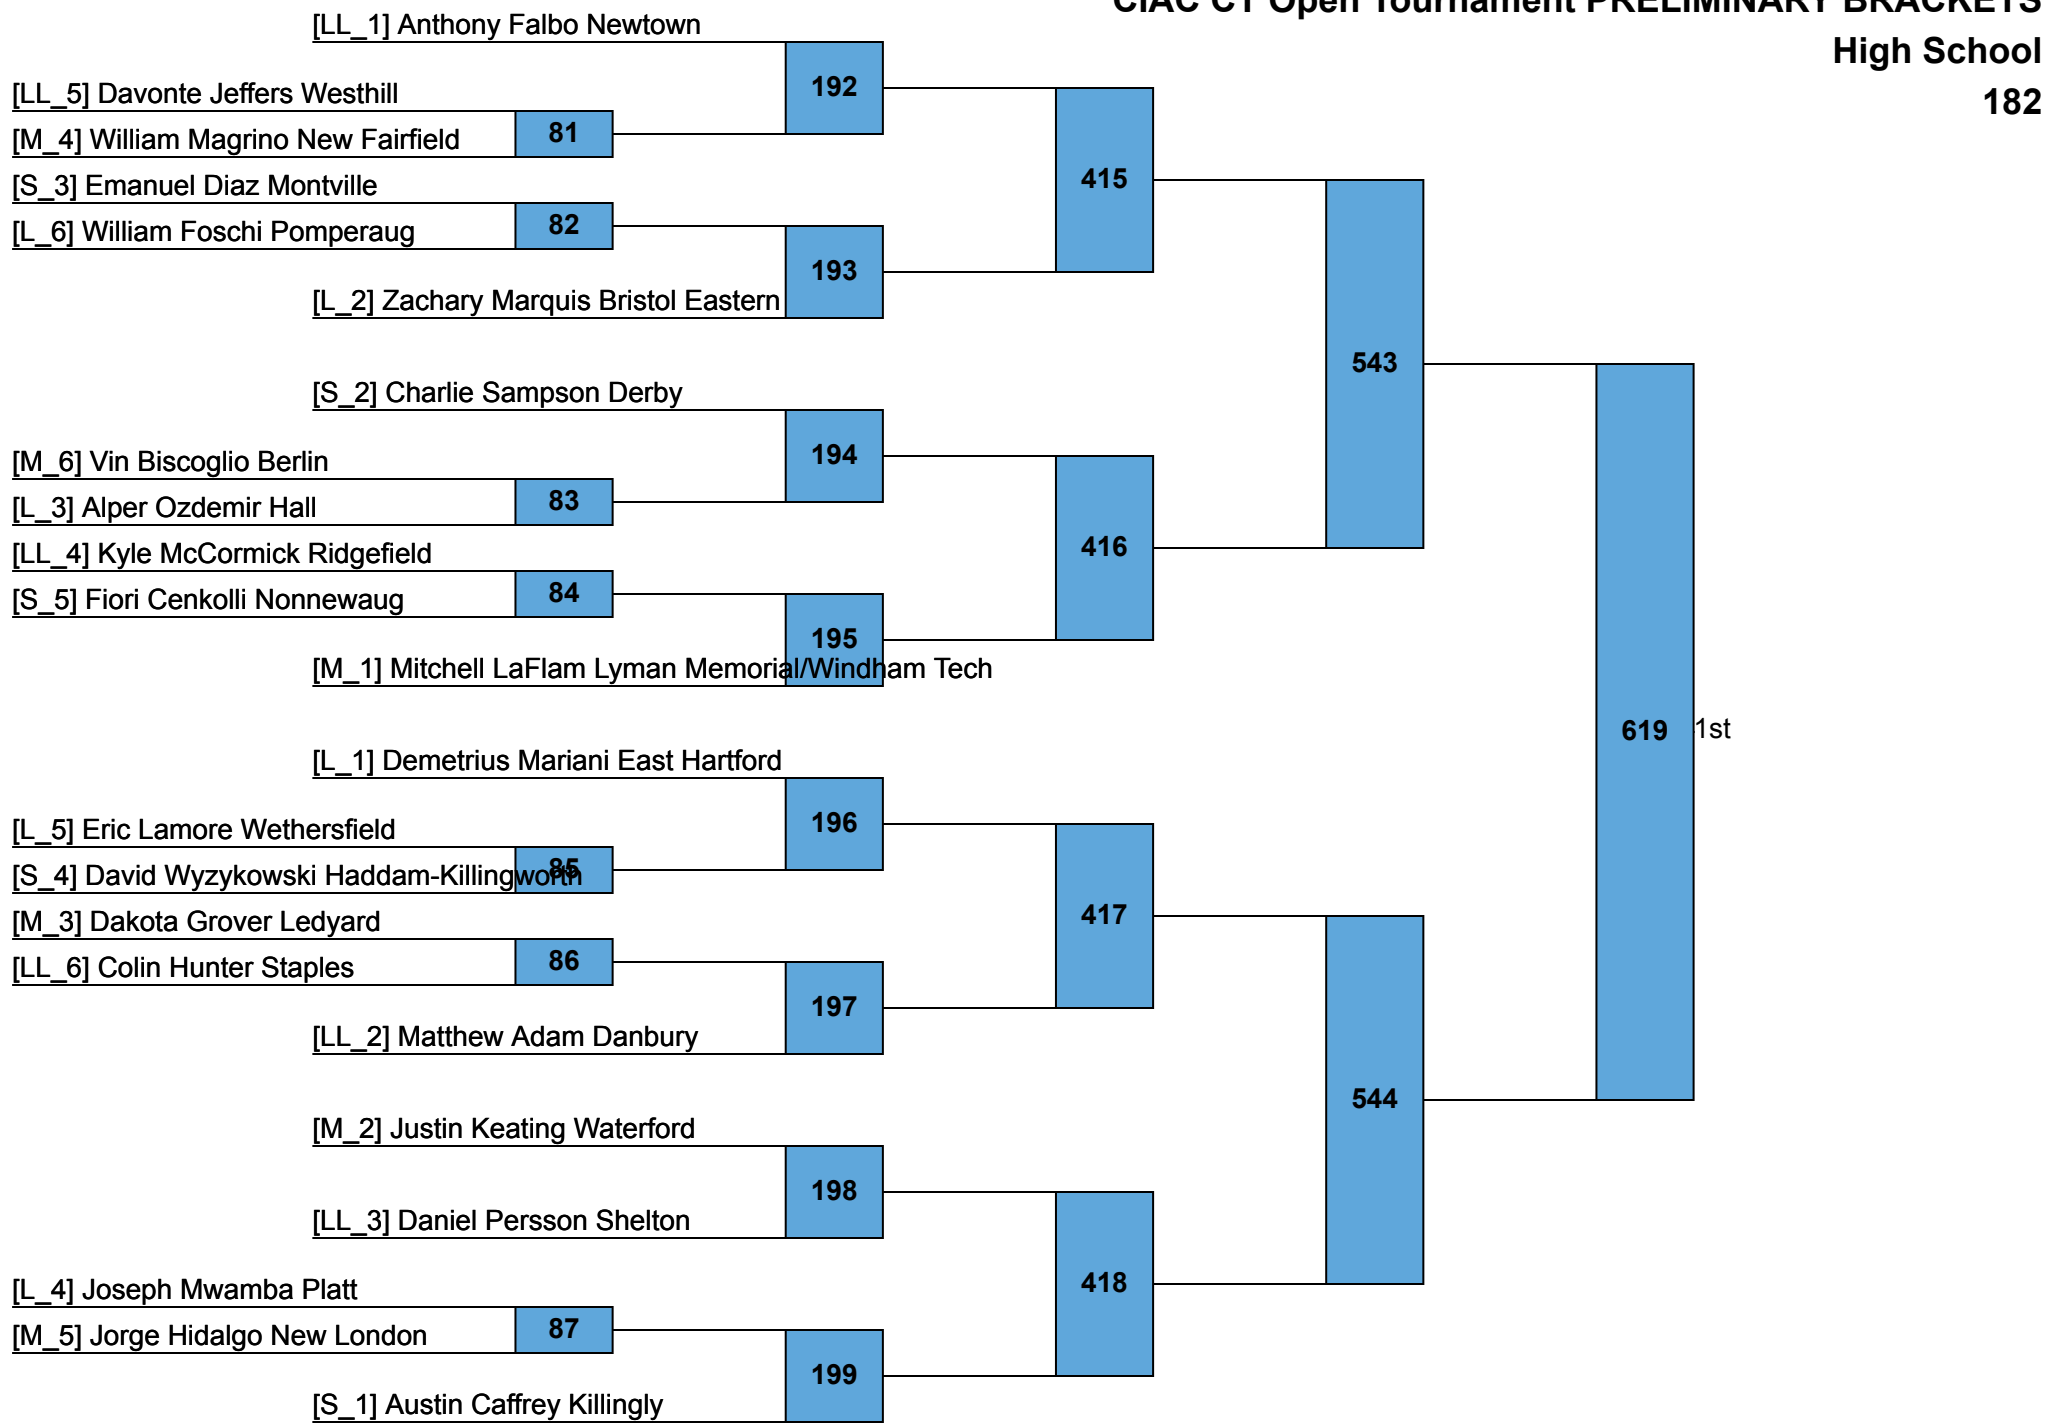 CIAC CT Open Tournament PRELIMINARY BRACKETS
High School
182
[LL_1] Anthony Falbo Newtown
192
[LL_5] Davonte Jeffers Westhill
81
[M_4] William Magrino New Fairfield
415
[S_3] Emanuel Diaz Montville
82
[L_6] William Foschi Pomperaug
193
[L_2] Zachary Marquis Bristol Eastern
543
[S_2] Charlie Sampson Derby
194
[M_6] Vin Biscoglio Berlin
83
[L_3] Alper Ozdemir Hall
416
[LL_4] Kyle McCormick Ridgefield
84
[S_5] Fiori Cenkolli Nonnewaug
195
[M_1] Mitchell LaFlam Lyman Memorial/Windham Tech
619
1st
[L_1] Demetrius Mariani East Hartford
196
[L_5] Eric Lamore Wethersfield
85
[S_4] David Wyzykowski Haddam-Killingworth
417
[M_3] Dakota Grover Ledyard
86
[LL_6] Colin Hunter Staples
197
[LL_2] Matthew Adam Danbury
544
[M_2] Justin Keating Waterford
198
[LL_3] Daniel Persson Shelton
418
[L_4] Joseph Mwamba Platt
87
[M_5] Jorge Hidalgo New London
199
[S_1] Austin Caffrey Killingly